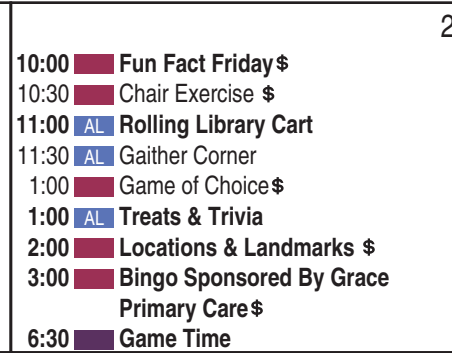 2
10:00 Fun Fact Friday $
10:30 Chair Exercise $
11:00 AL Rolling Library Cart
11:30 AL Gaither Corner
1:00 Game of Choice $
1:00 AL Treats & Trivia
2:00 Locations & Landmarks $
3:00 Bingo Sponsored By Grace
Primary Care $
6:30 Game Time